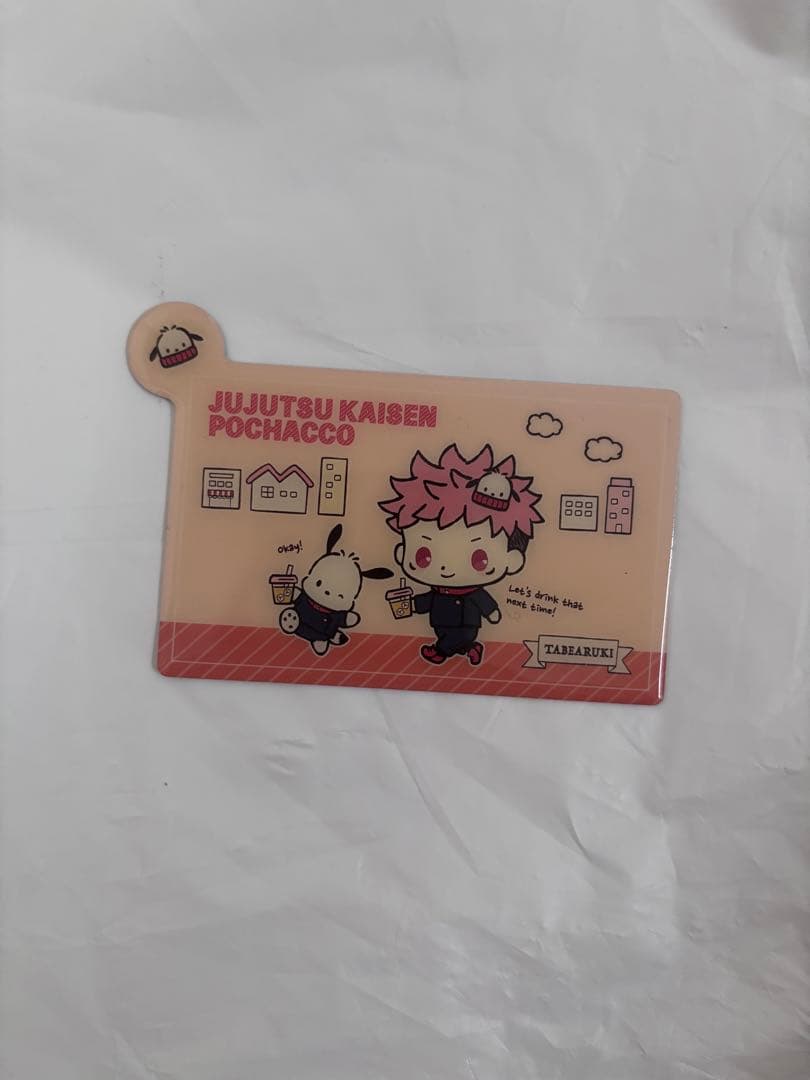 JUJUTSU KAISEN
POCHACCO
okay!
Let's drink that
next time!
TABEARUKI